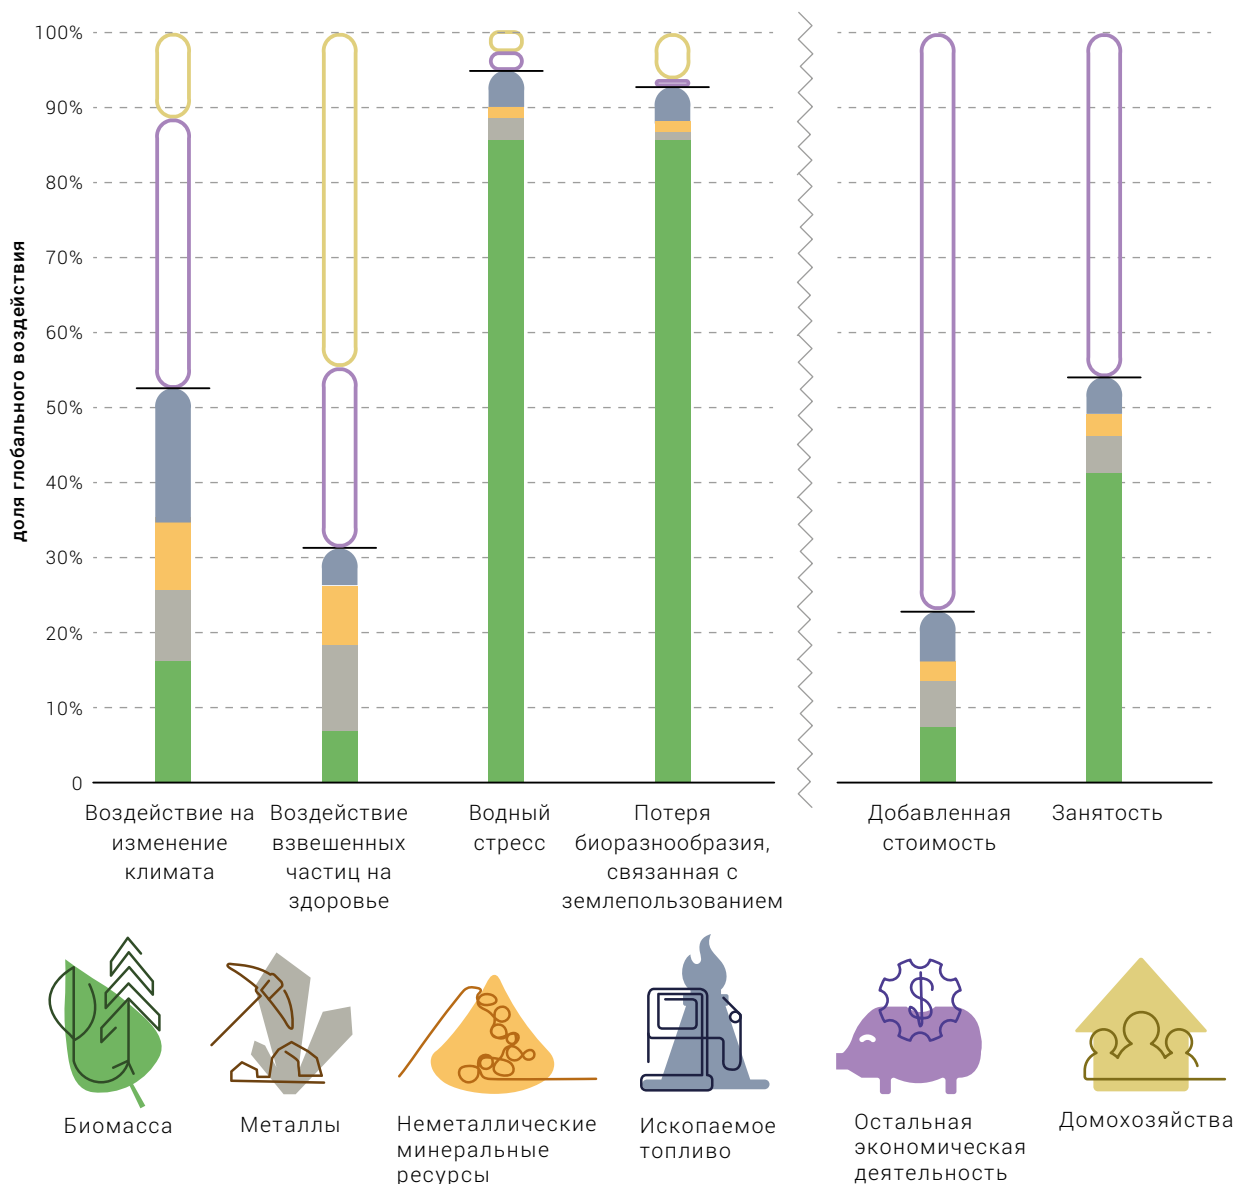 доля глобального воздействия
100%
90%
80%
70%
60%
50%
40%
30%
20%
10%
0
Воздействие на
изменение
климата
Воздействие
взвешенных
частиц на
здоровье
Водный
стресс
Потеря
биоразнообразия,
связанная с
землепользованием
Добавленная
стоимость
Занятость
$
Биомасса
Металлы
Неметаллические
минеральные
ресурсы
Ископаемое
топливо
Остальная
экономическая
деятельность
Домохозяйства